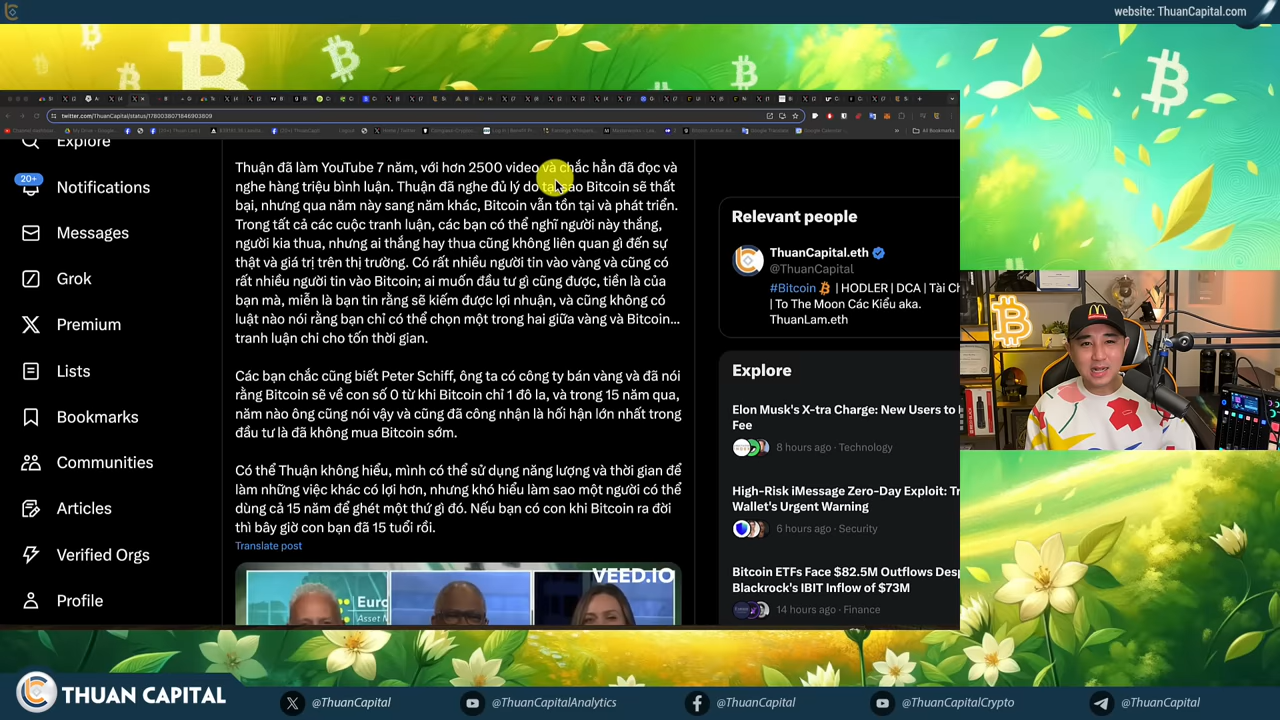 website: ThuanCapital.com
twitter.com/ThuanCapital/status/1780038071846903809
All Bookmarks
Explore
20+
Notifications
Messages
Grok
Premium
Lists
Bookmarks
Communities
Articles
Verified Orgs
Profile
Thuận đã làm YouTube 7 năm, với hơn 2500 video và chắc hẳn đã đọc và
nghe hàng triệu bình luận. Thuận đã nghe đủ lý do tại sao Bitcoin sẽ thất
bại, nhưng qua năm này sang năm khác, Bitcoin vẫn tồn tại và phát triển.
Trong tất cả các cuộc tranh luận, các bạn có thể nghĩ người này thắng,
người kia thua, nhưng ai thắng hay thua cũng không liên quan gì đến sự
thật và giá trị trên thị trường. Có rất nhiều người tin vào vàng và cũng có
rất nhiều người tin vào Bitcoin; ai muốn đầu tư gì cũng được, tiền là của
bạn mà, miễn là bạn tin rằng sẽ kiếm được lợi nhuận, và cũng không có
luật nào nói rằng bạn chỉ có thể chọn một trong hai giữa vàng và Bitcoin...
tranh luận chi cho tốn thời gian.
Các bạn chắc cũng biết Peter Schiff, ông ta có công ty bán vàng và đã nói
rằng Bitcoin sẽ về con số 0 từ khi Bitcoin chỉ 1 đô la, và trong 15 năm qua,
năm nào ông cũng nói vậy và cũng đã công nhận là hối hận lớn nhất trong
đầu tư là đã không mua Bitcoin sớm.
Có thể Thuận không hiểu, mình có thể sử dụng năng lượng và thời gian để
làm những việc khác có lợi hơn, nhưng khó hiểu làm sao một người có thể
dùng cả 15 năm để ghét một thứ gì đó. Nếu bạn có con khi Bitcoin ra đời
thì bây giờ con bạn đã 15 tuổi rồi.
Translate post
VEED.IO
Relevant people
ThuanCapital.eth
@ThuanCapital
#Bitcoin | HODLER | DCA | Tài Ch
| To The Moon Các Kiểu aka.
ThuanLam.eth
Explore
Elon Musk's X-tra Charge: New Users to
Fee
8 hours ago · Technology
High-Risk iMessage Zero-Day Exploit: Tr
Wallet's Urgent Warning
6 hours ago · Security
Bitcoin ETFs Face $82.5M Outflows Desp
Blackrock's IBIT Inflow of $73M
14 hours ago · Finance
THUAN CAPITAL
@ThuanCapital
@ThuanCapitalAnalytics
@ThuanCapital
@ThuanCapitalCrypto
@ThuanCapital